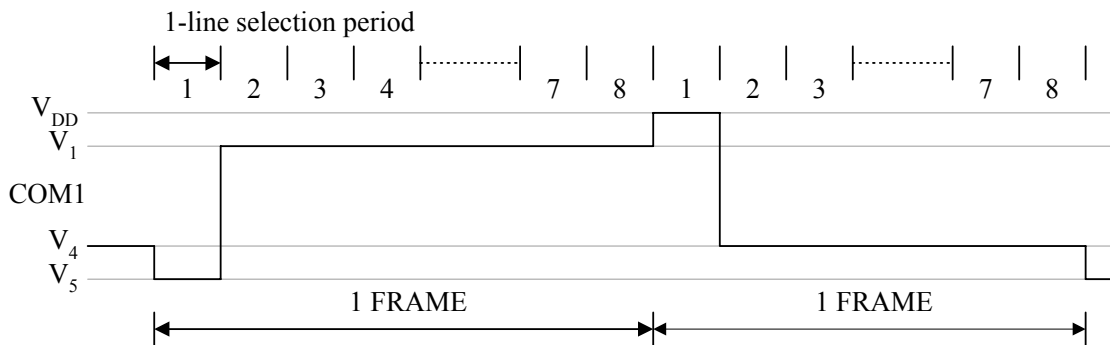 1-line selection period
1 2 3 4 7 8 1 2 3 7 8
V_DD
V_1
COM1
V_4
V_5
1 FRAME 1 FRAME